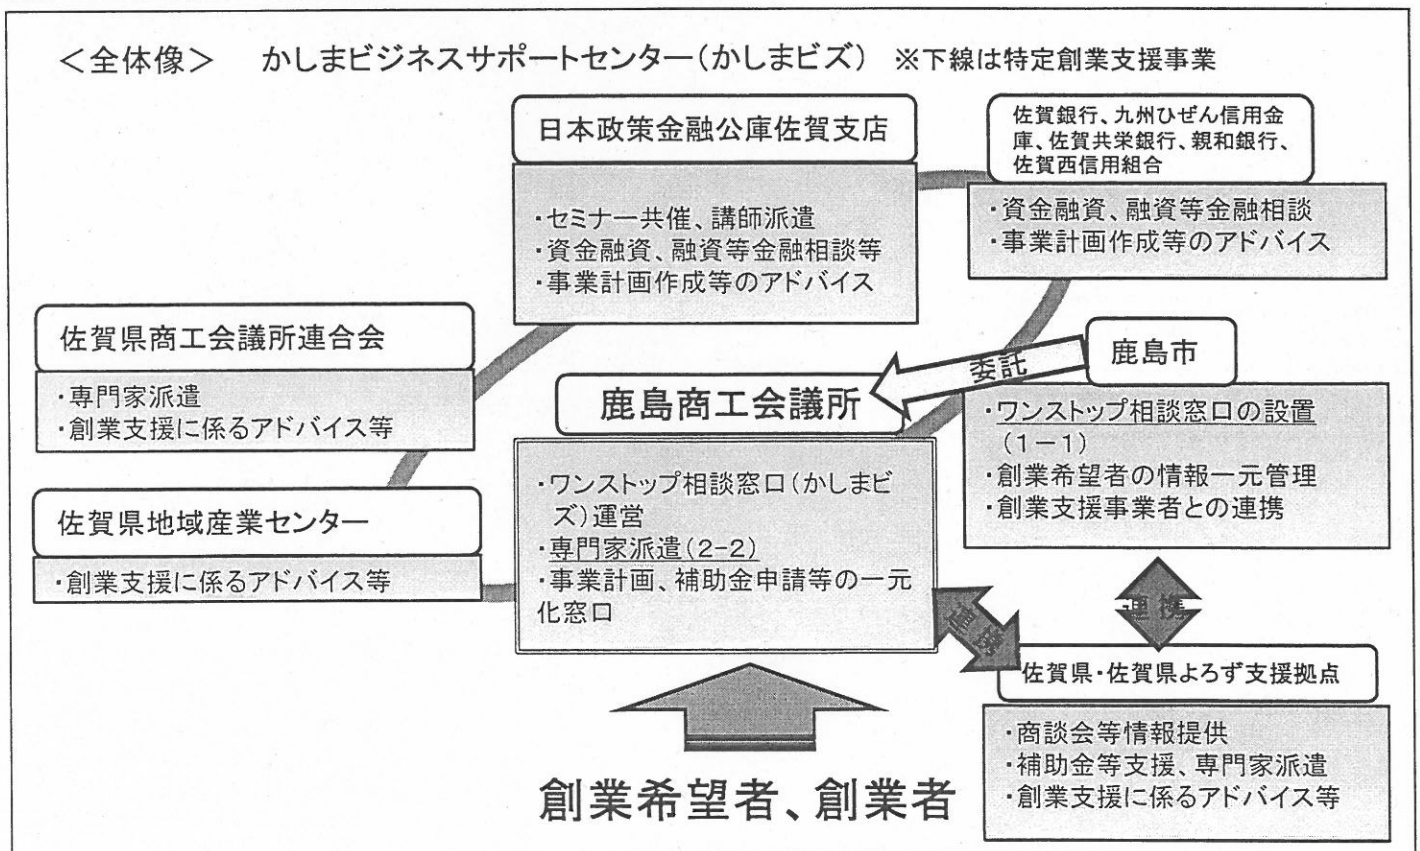 ＜全体像＞　かしまビジネスサポートセンター(かしまビズ)　※下線は特定創業支援事業
日本政策金融公庫佐賀支店
・セミナー共催、講師派遣
・資金融資、融資等金融相談等
・事業計画作成等のアドバイス
佐賀銀行、九州ひぜん信用金
庫、佐賀共栄銀行、親和銀行、
佐賀西信用組合
・資金融資、融資等金融相談
・事業計画作成等のアドバイス
佐賀県商工会議所連合会
・専門家派遣
・創業支援に係るアドバイス等
佐賀県地域産業センター
・創業支援に係るアドバイス等
鹿島商工会議所
・ワンストップ相談窓口(かしまビ
ズ)運営
・専門家派遣(2-2)
・事業計画、補助金申請等の一元
化窓口
委託
鹿島市
・ワンストップ相談窓口の設置
(1-1)
・創業希望者の情報一元管理
・創業支援事業者との連携
連携
連携
佐賀県・佐賀県よろず支援拠点
・商談会等情報提供
・補助金等支援、専門家派遣
・創業支援に係るアドバイス等
創業希望者、創業者